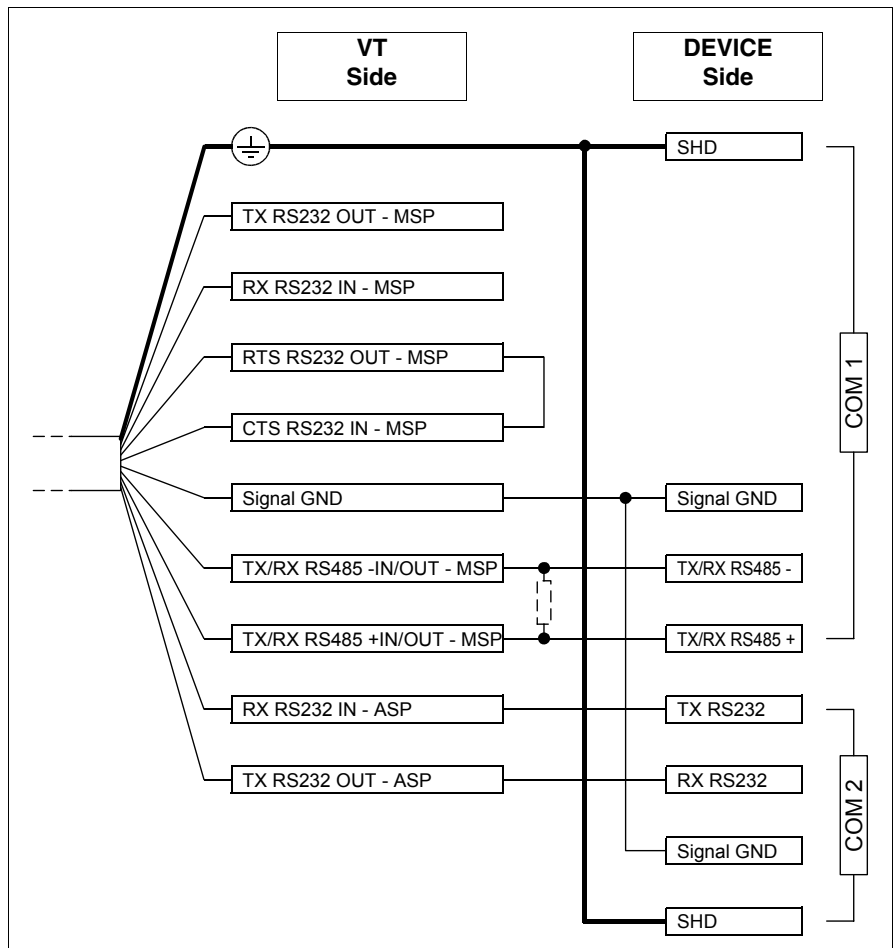 VT
Side
DEVICE
Side
SHD
TX RS232 OUT - MSP
RX RS232 IN - MSP
RTS RS232 OUT - MSP
CTS RS232 IN - MSP
COM 1
Signal GND
Signal GND
TX/RX RS485 -IN/OUT - MSP
TX/RX RS485 -
TX/RX RS485 +IN/OUT - MSP
TX/RX RS485 +
RX RS232 IN - ASP
TX RS232
TX RS232 OUT - ASP
RX RS232
COM 2
Signal GND
SHD